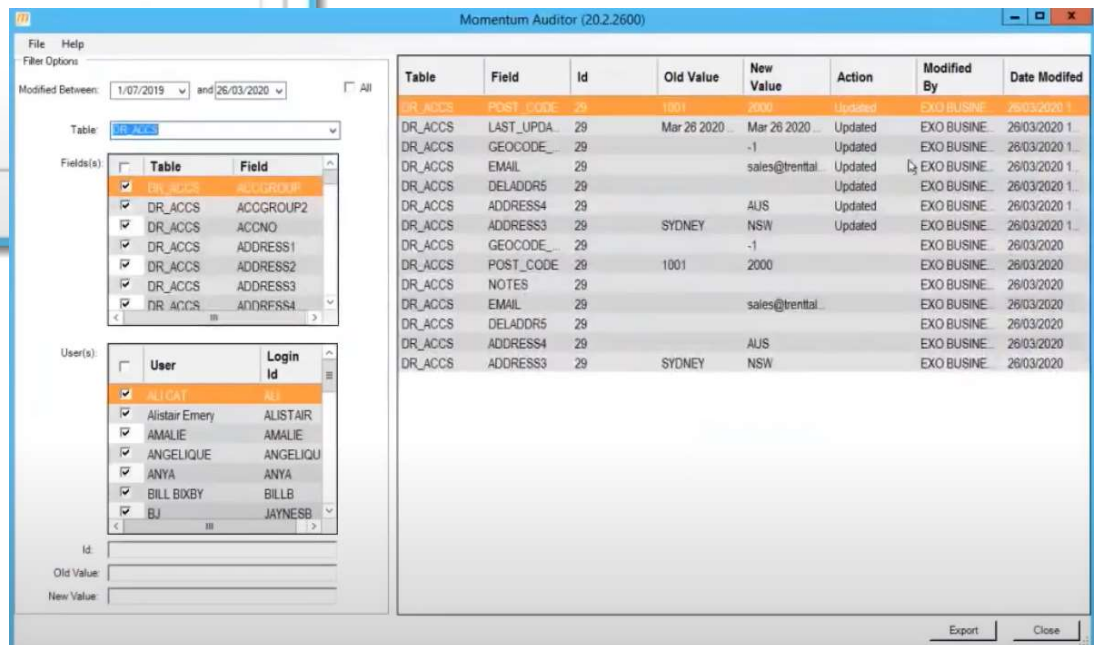 Momentum Auditor (20.2.2600)
File Help
Filter Options
Modified Between: 1/07/2019 and 26/03/2020 All
Table: DR_ACCS
Fields(s):
Table Field
DR_ACCS ACCGROUP
DR_ACCS ACCGROUP2
DR_ACCS ACCNO
DR_ACCS ADDRESS1
DR_ACCS ADDRESS2
DR_ACCS ADDRESS3
DR_ACCS ADDRESS4
User(s):
User Login Id
ALI CAT ALI
Alistair Emery ALISTAIR
AMALIE AMALIE
ANGELIQUE ANGELIQU
ANYA ANYA
BILL BIXBY BILLB
BJ JAYNESB
Id:
Old Value:
New Value:
Table Field Id Old Value New Value Action Modified By Date Modifed
DR_ACCS POST_CODE 29 1001 2000 Updated EXO BUSINE... 26/03/2020 1...
DR_ACCS LAST_UPDA... 29 Mar 26 2020 ... Mar 26 2020 ... Updated EXO BUSINE... 26/03/2020 1...
DR_ACCS GEOCODE_... 29 -1 Updated EXO BUSINE... 26/03/2020 1...
DR_ACCS EMAIL 29 sales@trenttal... Updated EXO BUSINE... 26/03/2020 1...
DR_ACCS DELADDR5 29 Updated EXO BUSINE... 26/03/2020 1...
DR_ACCS ADDRESS4 29 AUS Updated EXO BUSINE... 26/03/2020 1...
DR_ACCS ADDRESS3 29 SYDNEY NSW Updated EXO BUSINE... 26/03/2020 1...
DR_ACCS GEOCODE_... 29 -1 EXO BUSINE... 26/03/2020
DR_ACCS POST_CODE 29 1001 2000 EXO BUSINE... 26/03/2020
DR_ACCS NOTES 29 EXO BUSINE... 26/03/2020
DR_ACCS EMAIL 29 sales@trenttal... EXO BUSINE... 26/03/2020
DR_ACCS DELADDR5 29 EXO BUSINE... 26/03/2020
DR_ACCS ADDRESS4 29 AUS EXO BUSINE... 26/03/2020
DR_ACCS ADDRESS3 29 SYDNEY NSW EXO BUSINE... 26/03/2020
Export Close